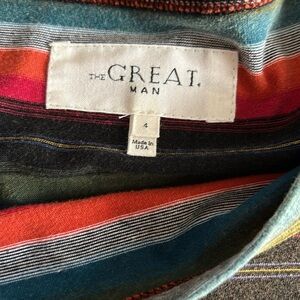 THE GREAT.
MAN
4
Made In
USA